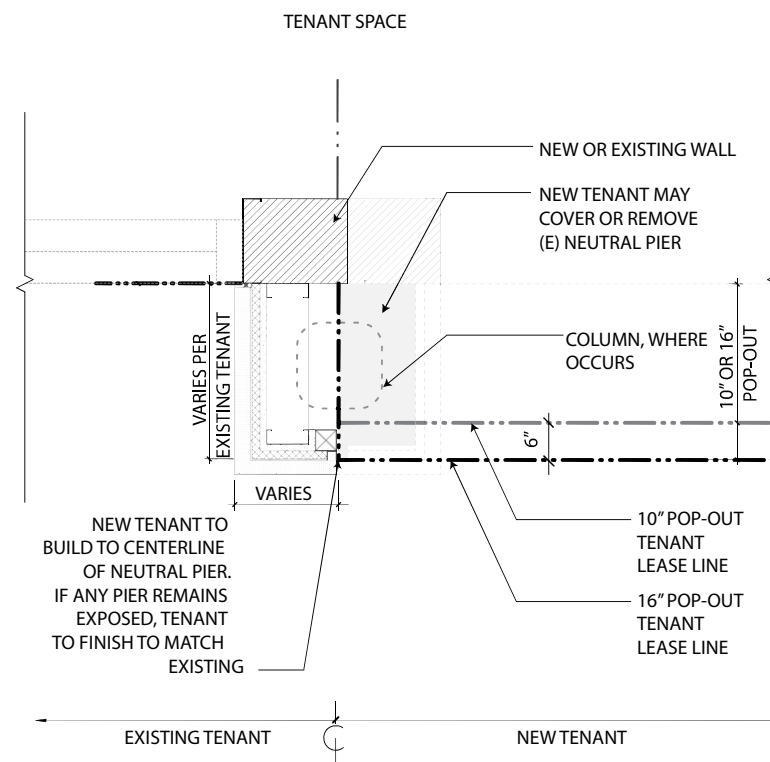 TENANT SPACE
NEW OR EXISTING WALL
NEW TENANT MAY
COVER OR REMOVE
(E) NEUTRAL PIER
COLUMN, WHERE
OCCURS
10" OR 16"
POP-OUT
VARIES PER
EXISTING TENANT
6"
VARIES
NEW TENANT TO
BUILD TO CENTERLINE
OF NEUTRAL PIER.
IF ANY PIER REMAINS
EXPOSED, TENANT
TO FINISH TO MATCH
EXISTING
10" POP-OUT
TENANT
LEASE LINE
16" POP-OUT
TENANT
LEASE LINE
EXISTING TENANT
NEW TENANT